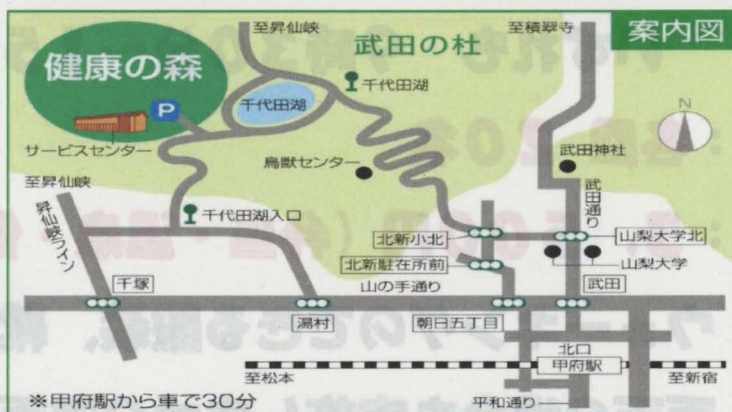 至昇仙峡
至積翠寺
案内図
武田の杜
健康の森
千代田湖
P
千代田湖
N
サービスセンター
鳥獣センター
武田神社
至昇仙峡
武田通り
昇仙峡ライン
千代田湖入口
北新小北
山梨大学北
北新駐在所前
山梨大学
千塚
山の手通り
武田
湯村
朝日五丁目
北口
甲府駅
至松本
至新宿
※甲府駅から車で30分
平和通り